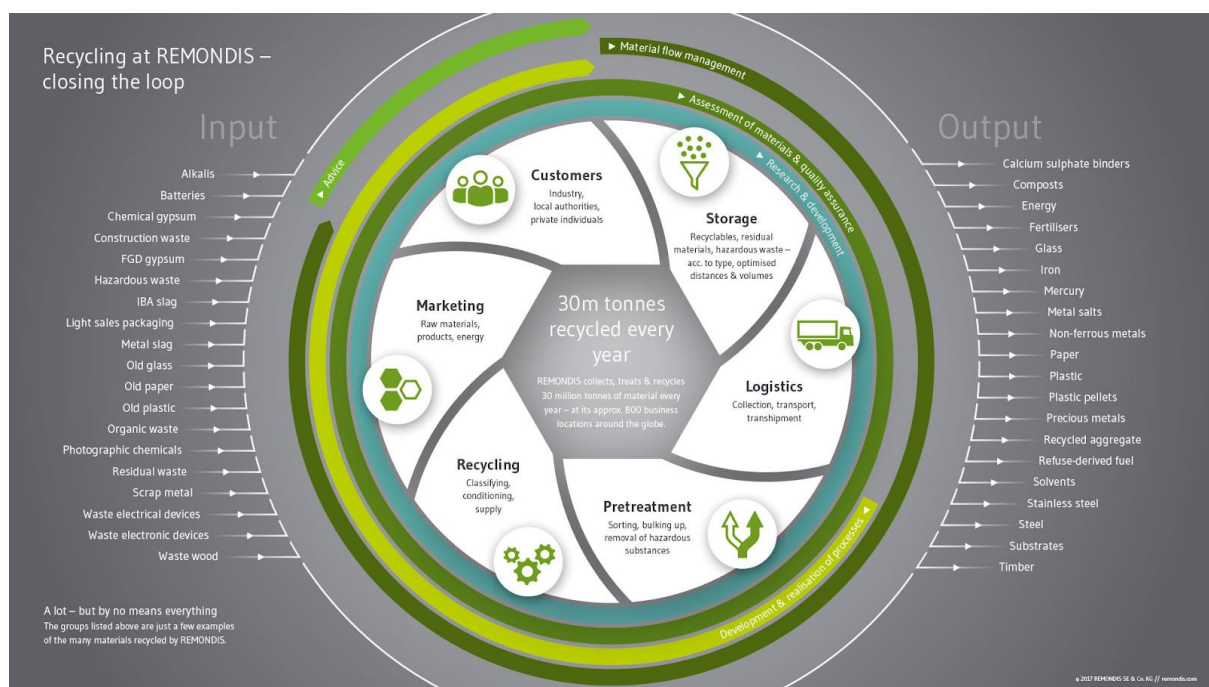 Recycling at REMONDIS –
closing the loop
Input
Alkalis
Batteries
Chemical gypsum
Construction waste
FGD gypsum
Hazardous waste
IBA slag
Light sales packaging
Metal slag
Old glass
Old paper
Old plastic
Organic waste
Photographic chemicals
Residual waste
Scrap metal
Waste electrical devices
Waste electronic devices
Waste wood
A lot – but by no means everything
The groups listed above are just a few examples
of the many materials recycled by REMONDIS.
Advice
Material flow management
Assessment of materials & quality assurance
Research & development
Development & realisation of processes
Customers
Industry,
local authorities,
private individuals
Storage
Recyclables, residual
materials, hazardous waste –
acc. to type, optimised
distances & volumes
Logistics
Collection, transport,
transhipment
Pretreatment
Sorting, bulking up,
removal of hazardous
substances
Recycling
Classifying,
conditioning,
supply
Marketing
Raw materials,
products, energy
30m tonnes
recycled every
year
REMONDIS collects, treats & recycles
30 million tonnes of material every
year – at its approx. 800 business
locations around the globe.
Output
Calcium sulphate binders
Composts
Energy
Fertilisers
Glass
Iron
Mercury
Metal salts
Non-ferrous metals
Paper
Plastic
Plastic pellets
Precious metals
Recycled aggregate
Refuse-derived fuel
Solvents
Stainless steel
Steel
Substrates
Timber
© 2017 REMONDIS SE & Co. KG // remondis.com